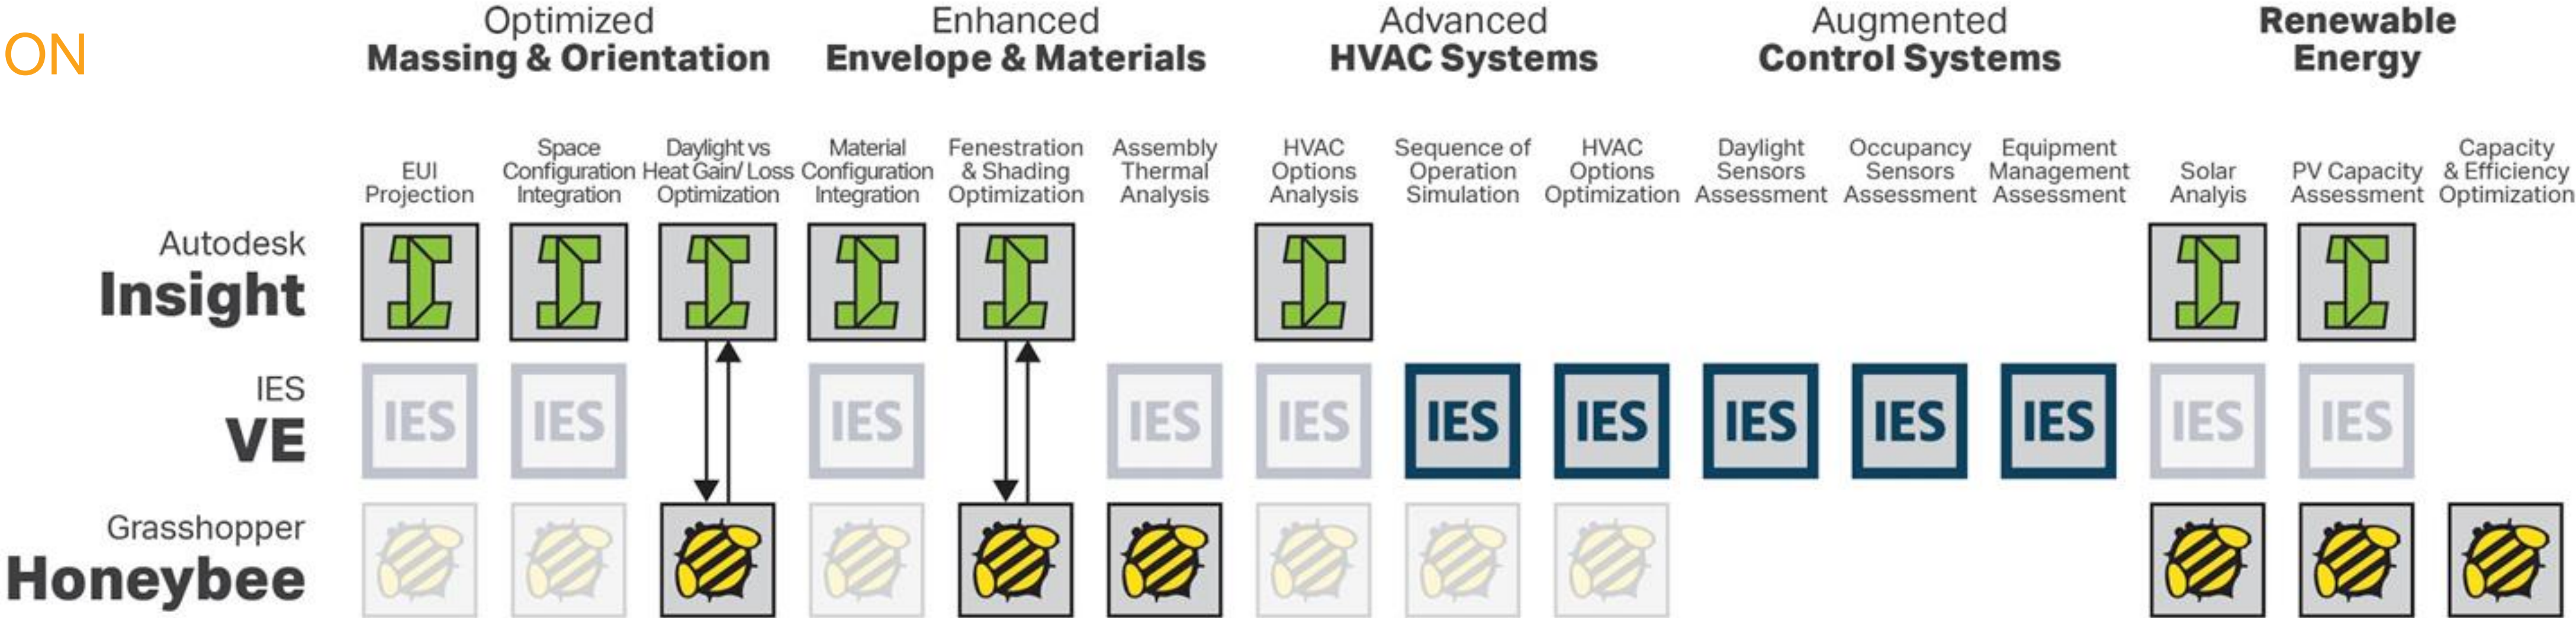 ON
Optimized
Massing & Orientation
Enhanced
Envelope & Materials
Advanced
HVAC Systems
Augmented
Control Systems
Renewable
Energy
EUI
Projection
Space
Configuration
Integration
Daylight vs
Heat Gain/ Loss
Optimization
Material
Configuration
Integration
Fenestration
& Shading
Optimization
Assembly
Thermal
Analysis
HVAC
Options
Analysis
Sequence of
Operation
Simulation
HVAC
Options
Optimization
Daylight
Sensors
Assessment
Occupancy
Sensors
Assessment
Equipment
Management
Assessment
Solar
Analyis
PV Capacity
Assessment
Capacity
& Efficiency
Optimization
Autodesk
Insight
IES
VE
IES
IES
IES
IES
IES
IES
IES
IES
IES
IES
IES
IES
Grasshopper
Honeybee